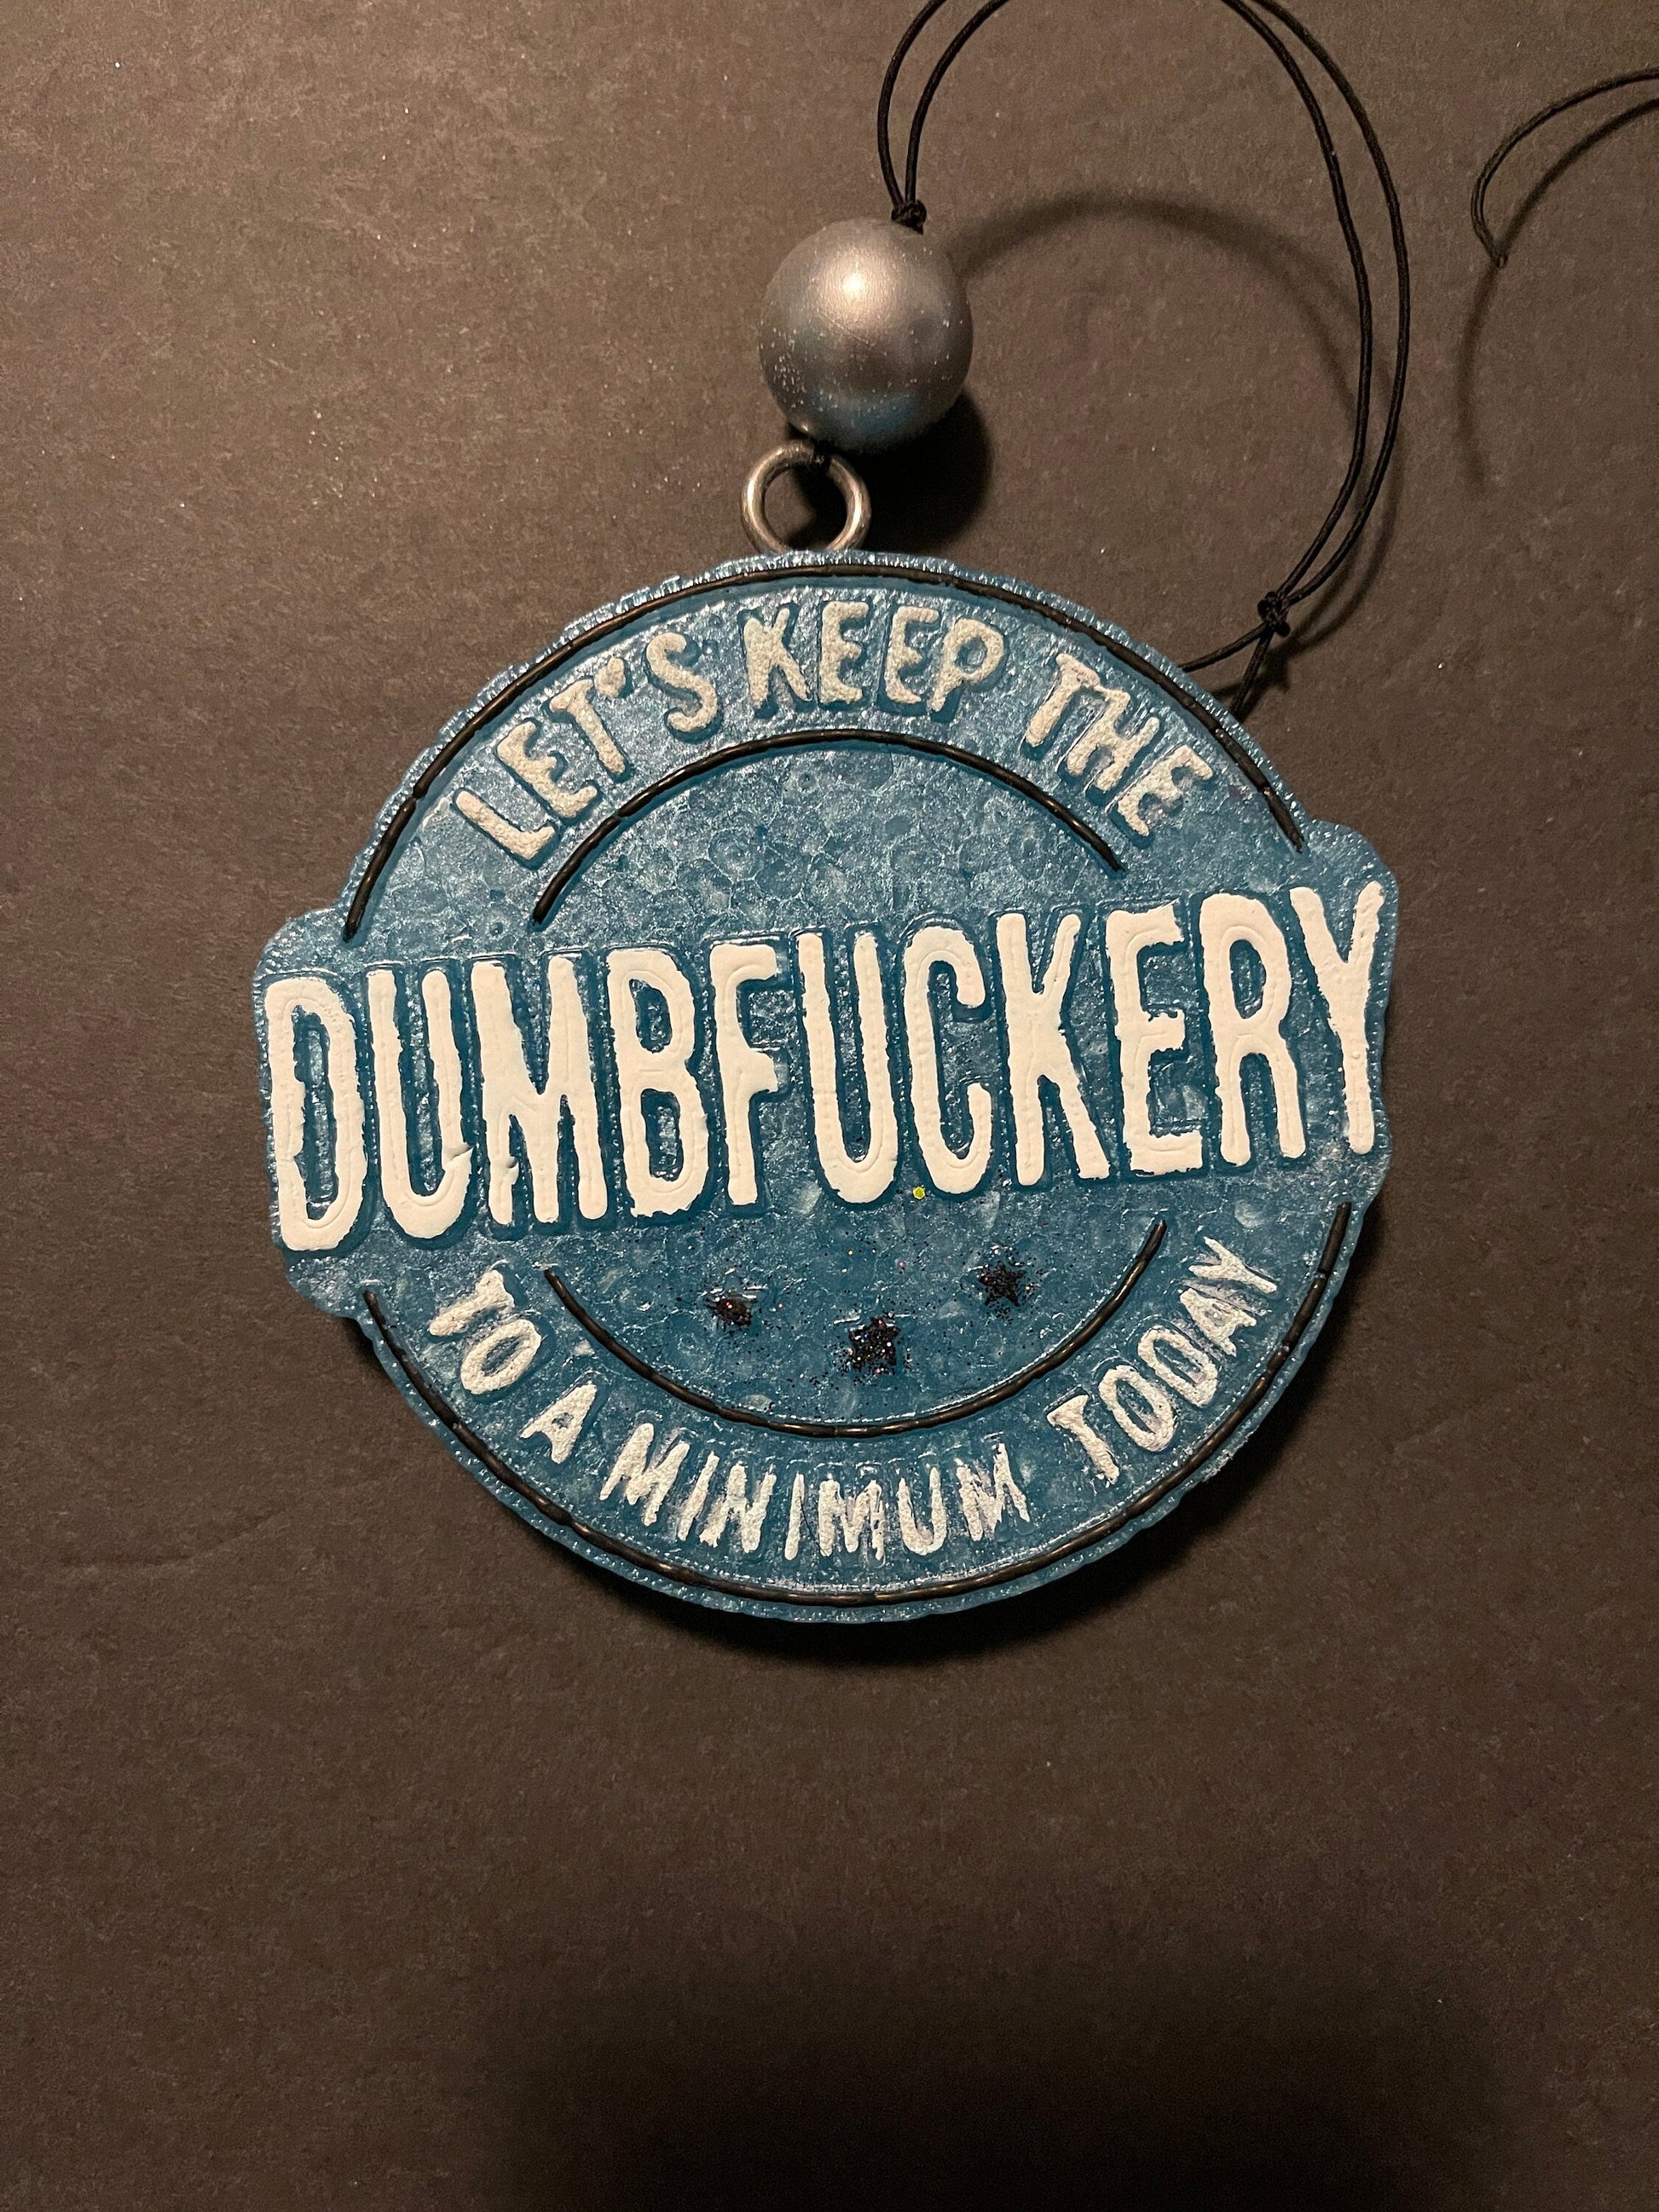 LET'S KEEP THE
DUMBFUCKERY
TO A MINIMUM TODAY